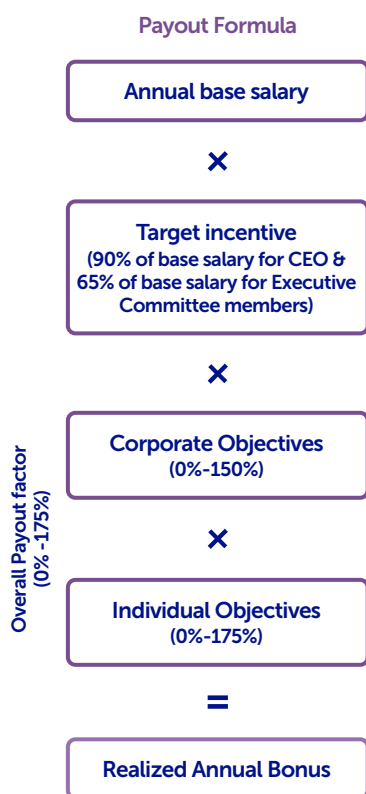 Payout Formula
Annual base salary
×
Target incentive
(90% of base salary for CEO &
65% of base salary for Executive
Committee members)
×
Corporate Objectives
(0%-150%)
×
Overall Payout factor
(0% -175%)
Individual Objectives
(0%-175%)
=
Realized Annual Bonus